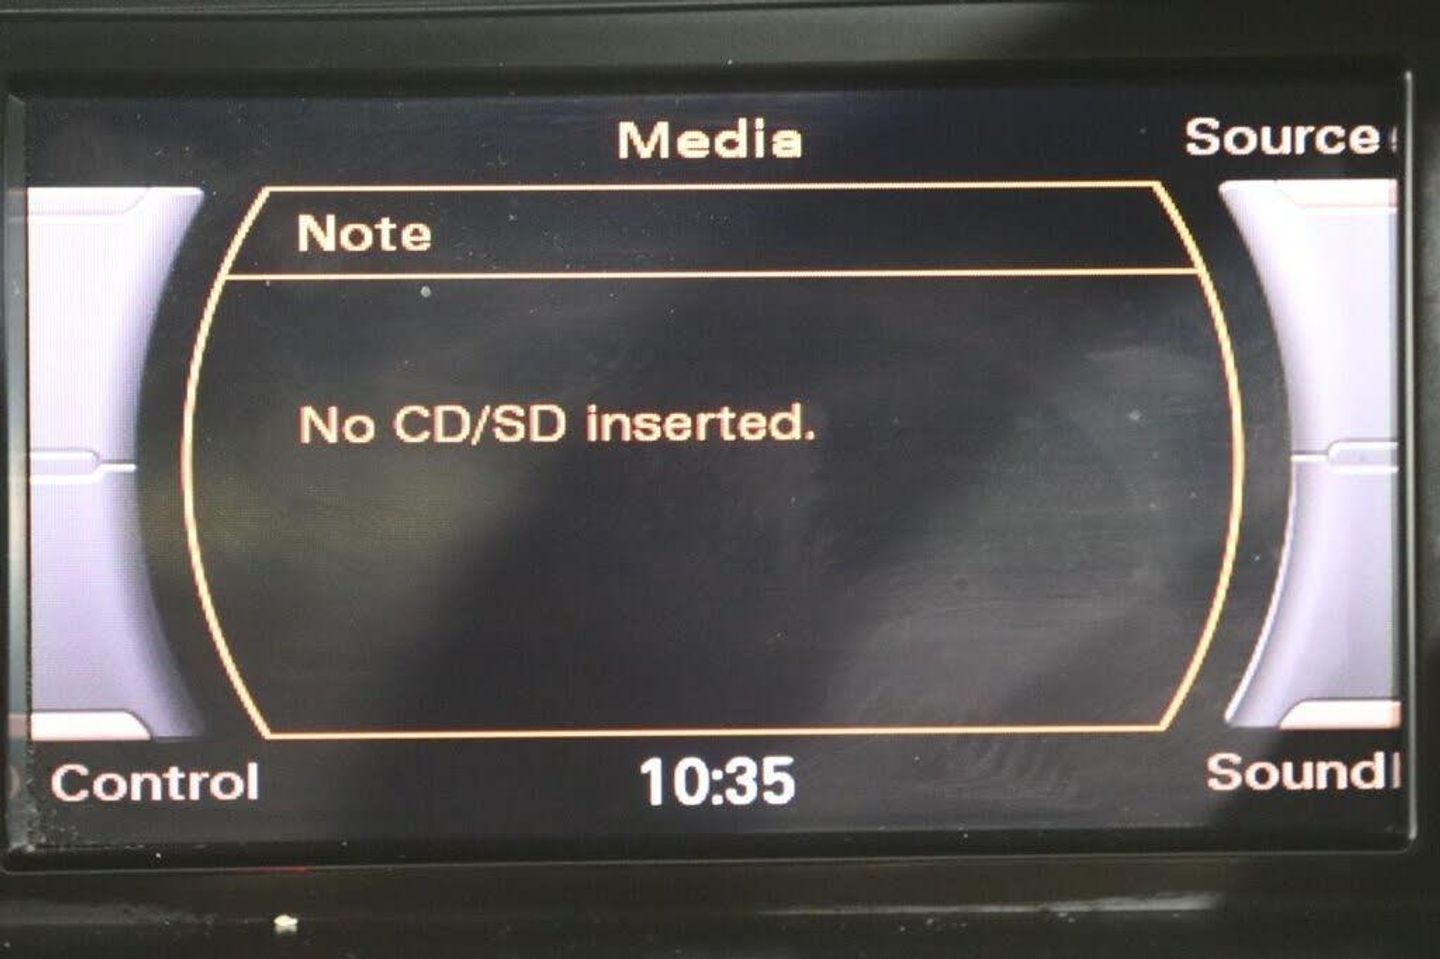 Media
Source
Note
No CD/SD inserted.
Control
10:35
Sound